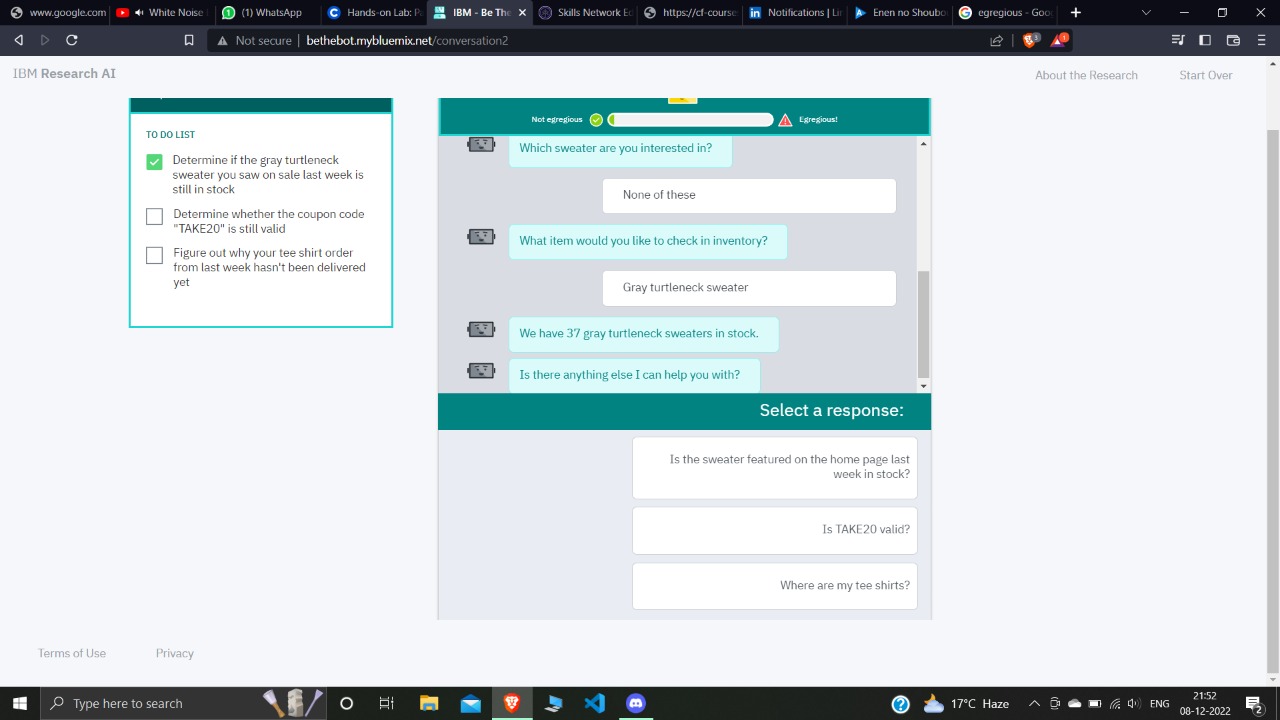 www.google.com
White Noise
(1) WhatsApp
Hands-on Lab: P
IBM - Be The
Skills Network Ed
https://cf-course
Notifications | Lin
Enen no Shoubo
egregious - Goo
Not secure
bethebot.mybluemix.net/conversation2
3
1
IBM Research AI
About the Research
Start Over
TO DO LIST
Determine if the gray turtleneck
sweater you saw on sale last week is
still in stock
Determine whether the coupon code
"TAKE20" is still valid
Figure out why your tee shirt order
from last week hasn't been delivered
yet
Not egregious
Egregious!
Which sweater are you interested in?
None of these
What item would you like to check in inventory?
Gray turtleneck sweater
We have 37 gray turtleneck sweaters in stock.
Is there anything else I can help you with?
Select a response:
Is the sweater featured on the home page last
week in stock?
Is TAKE20 valid?
Where are my tee shirts?
Terms of Use
Privacy
Type here to search
17°C Haze
ENG
21:52
08-12-2022
2